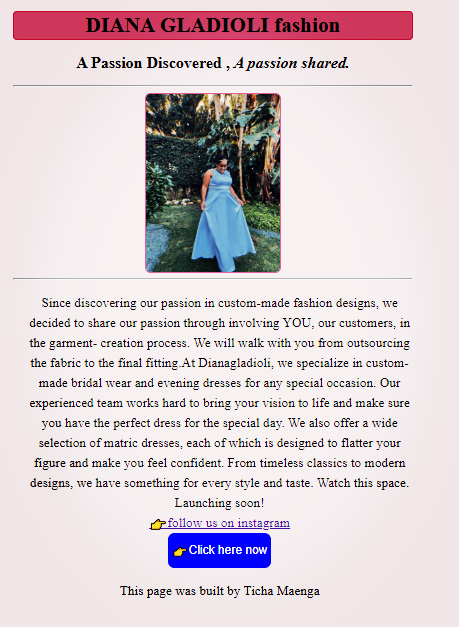 DIANA GLADIOLI fashion
A Passion Discovered , A passion shared.
Since discovering our passion in custom-made fashion designs, we
decided to share our passion through involving YOU, our customers, in
the garment- creation process. We will walk with you from outsourcing
the fabric to the final fitting.At Dianagladioli, we specialize in custom-
made bridal wear and evening dresses for any special occasion. Our
experienced team works hard to bring your vision to life and make sure
you have the perfect dress for the special day. We also offer a wide
selection of matric dresses, each of which is designed to flatter your
figure and make you feel confident. From timeless classics to modern
designs, we have something for every style and taste. Watch this space.
Launching soon!
👉follow us on instagram
👉Click here now
This page was built by Ticha Maenga